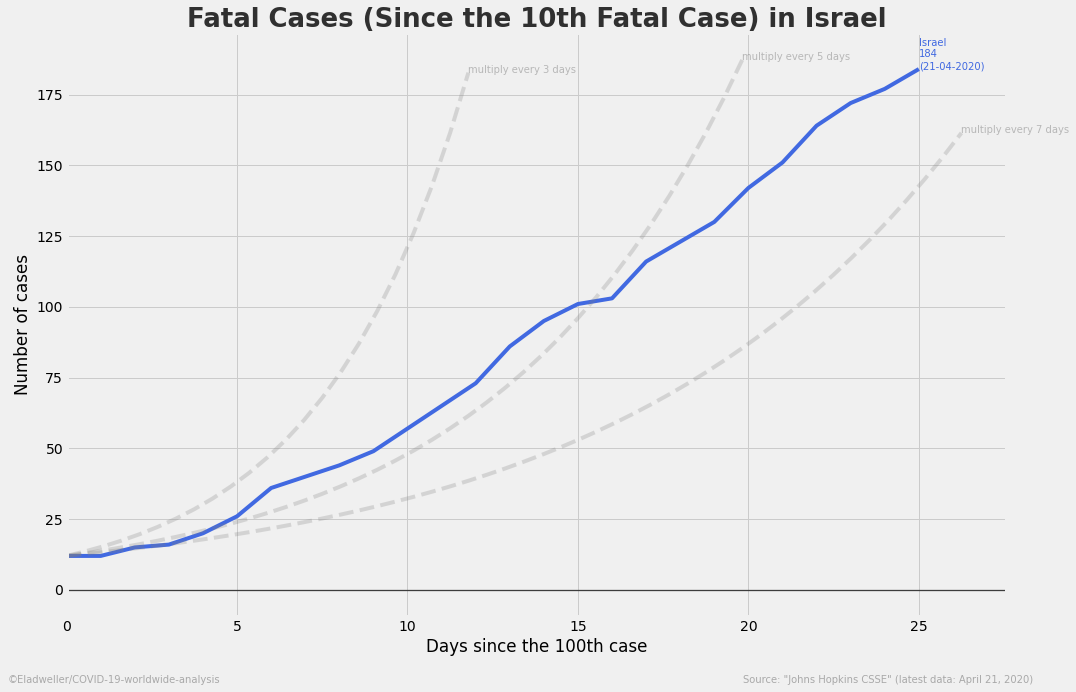 Fatal Cases (Since the 10th Fatal Case) in Israel
Israel
184
(21-04-2020)
multiply every 3 days
multiply every 5 days
multiply every 7 days
Number of cases
175
150
125
100
75
50
25
0
0 5 10 15 20 25
Days since the 100th case
©Eladweller/COVID-19-worldwide-analysis
Source: "Johns Hopkins CSSE" (latest data: April 21, 2020)